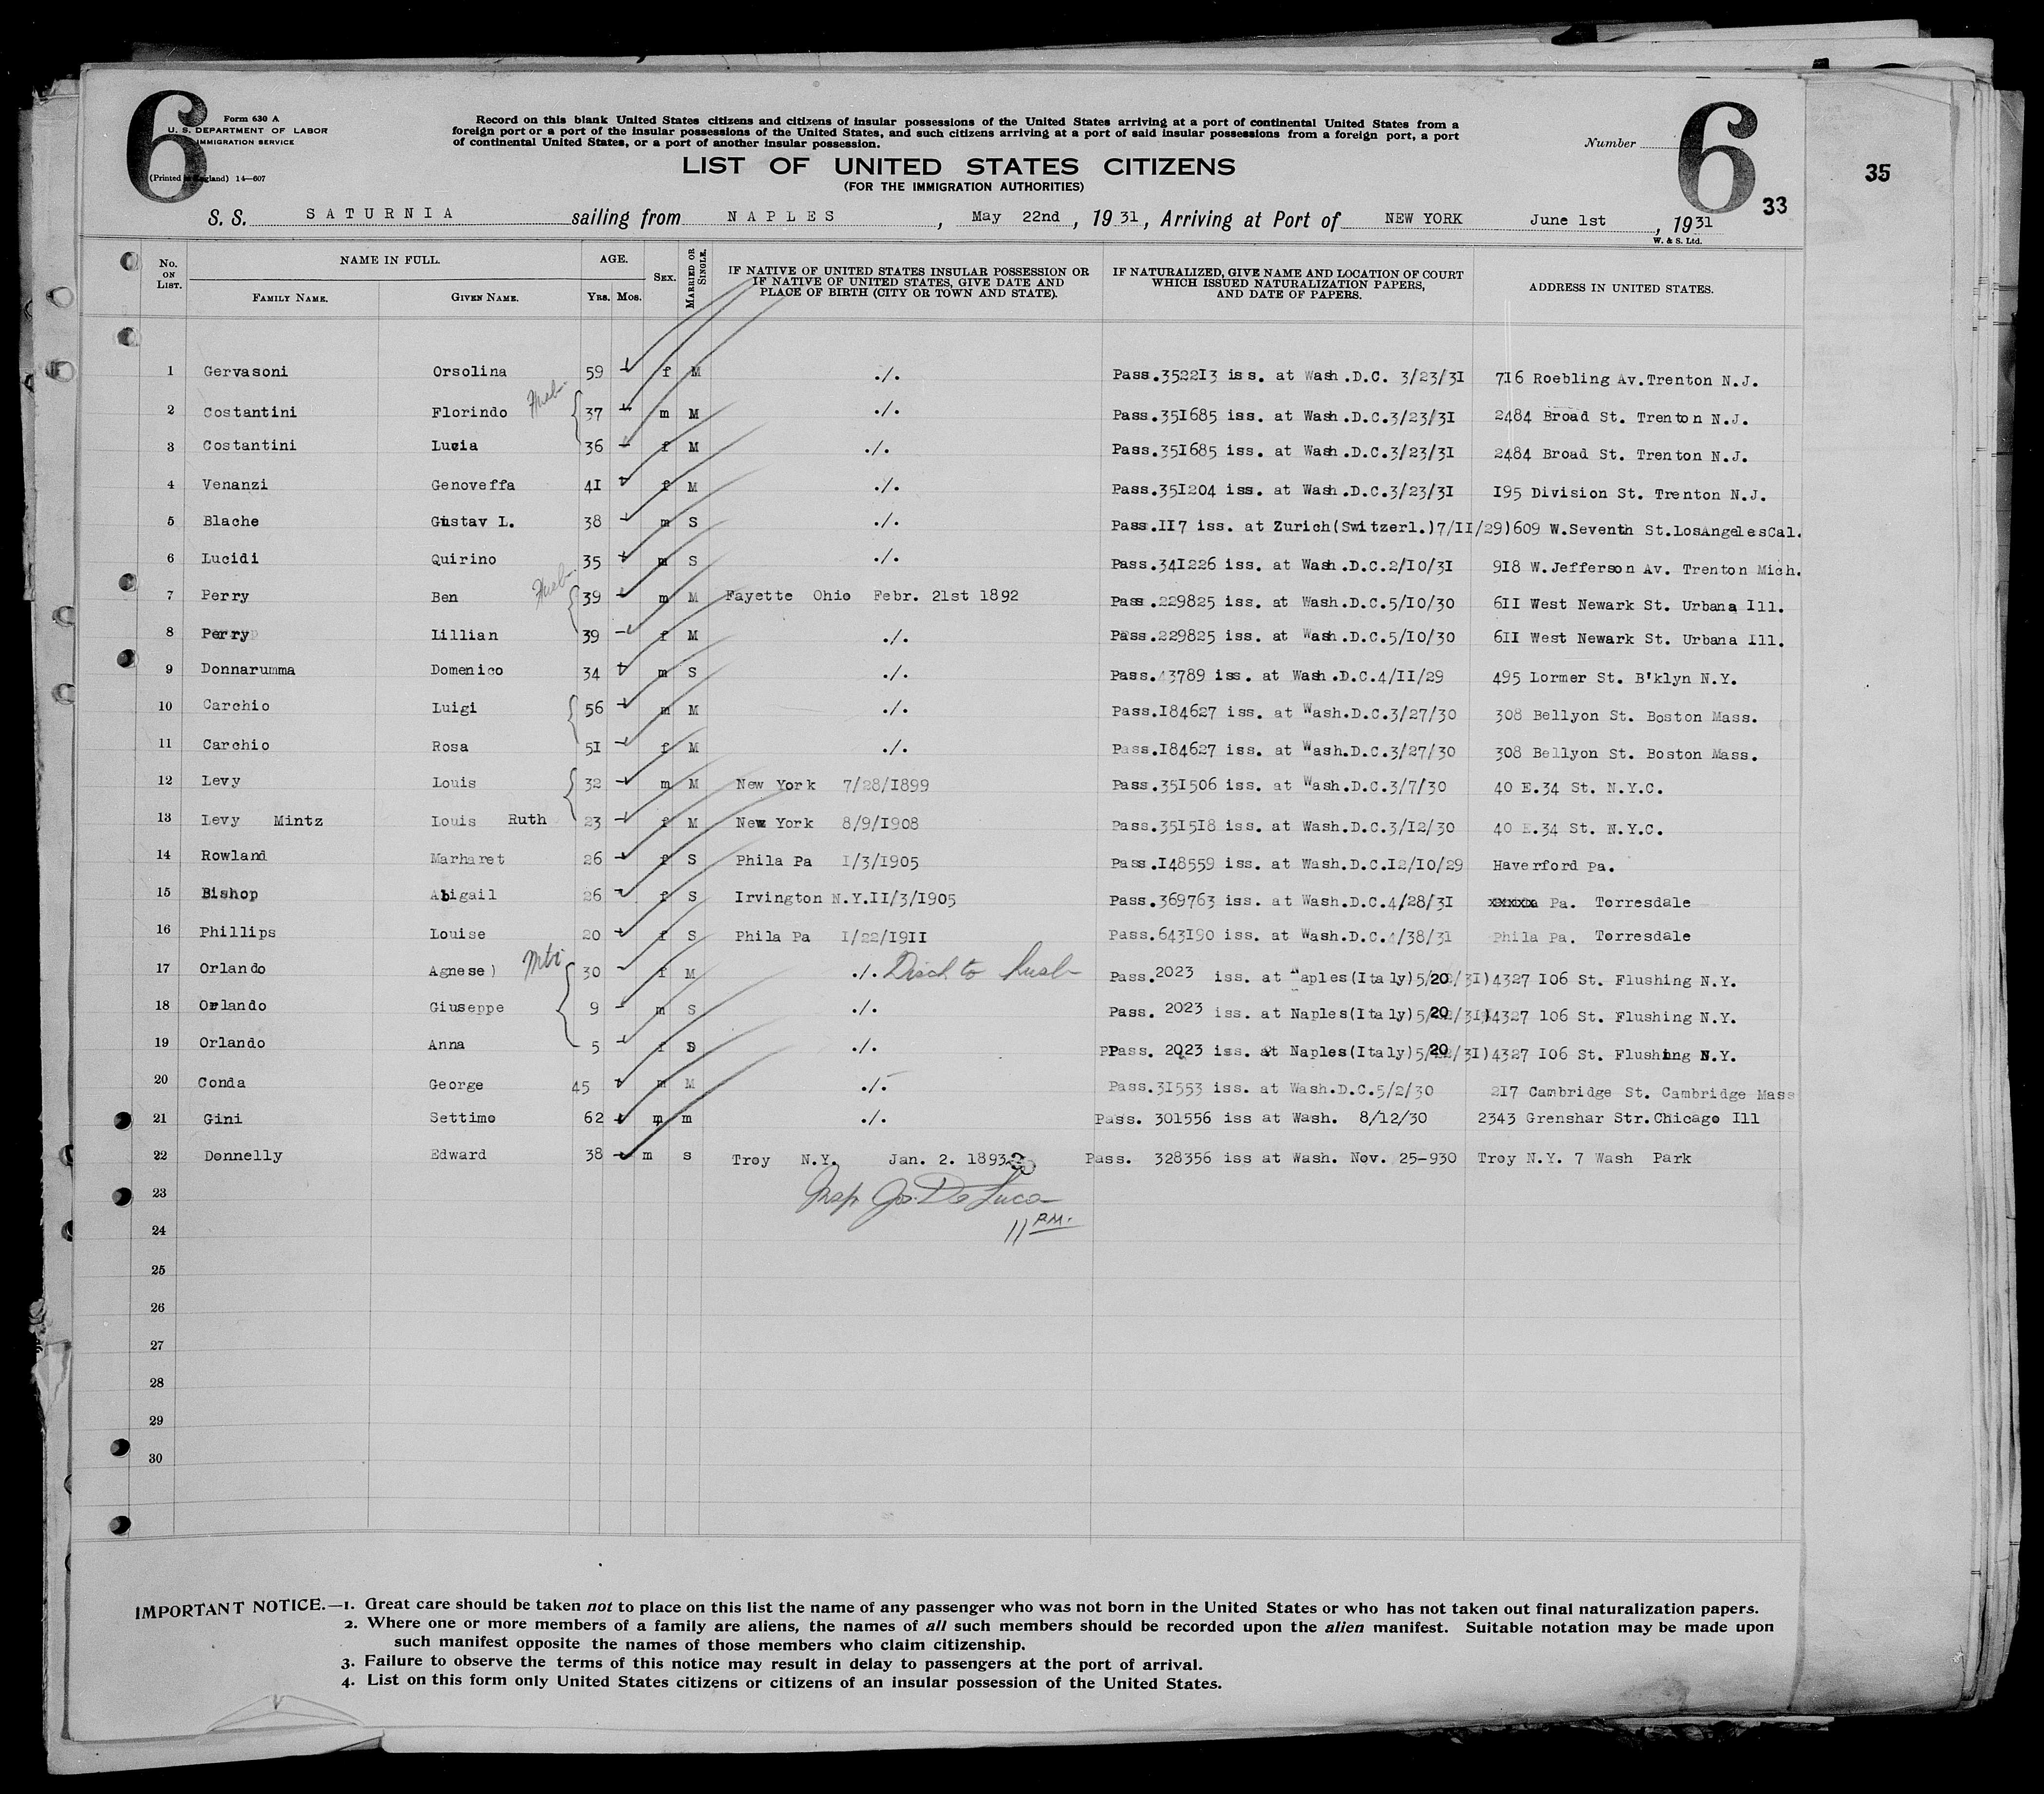 6
Form 630 A
U. S. DEPARTMENT OF LABOR
IMMIGRATION SERVICE
(Printed in England) 14—607
Record on this blank United States citizens and citizens of insular possessions of the United States arriving at a port of continental United States from a
foreign port or a port of the insular possessions of the United States, and such citizens arriving at a port of said insular possessions from a foreign port, a port
of continental United States, or a port of another insular possession.
LIST OF UNITED STATES CITIZENS
(FOR THE IMMIGRATION AUTHORITIES)
Number
6
33
35
S. S. SATURNIA sailing from NAPLES, May 22nd, 19 31, Arriving at Port of NEW YORK June 1st, 1931
W. & S. Ltd.
No. ON LIST. NAME IN FULL. FAMILY NAME. GIVEN NAME. AGE. YRS. MOS. SEX. MARRIED OR SINGLE. IF NATIVE OF UNITED STATES INSULAR POSSESSION OR IF NATIVE OF UNITED STATES, GIVE DATE AND PLACE OF BIRTH (CITY OR TOWN AND STATE). IF NATURALIZED, GIVE NAME AND LOCATION OF COURT WHICH ISSUED NATURALIZATION PAPERS, AND DATE OF PAPERS. ADDRESS IN UNITED STATES.
1 Gervasoni Orsolina 59 f M ./. Pass.352213 iss. at Wash.D.C. 3/23/31 716 Roebling Av.Trenton N.J.
2 Costantini Florindo Husb. 37 m M ./. Pass.351685 iss. at Wash.D.C.3/23/31 2484 Broad St. Trenton N.J.
3 Costantini Lucia 36 f M ./. Pass.351685 iss. at Wash.D.C.3/23/31 2484 Broad St. Trenton N.J.
4 Venanzi Genoveffa 41 f M ./. Pass.351204 iss. at Wash.D.C.3/23/31 195 Division St. Trenton N.J.
5 Blache Gustav L. 38 m S ./. Pass.117 iss. at Zurich(Switzerl.)7/11/29)609 W.Seventh St.LosAngelesCal.
6 Lucidi Quirino 35 m S ./. Pass.341226 iss. at Wash.D.C.2/10/31 918 W.Jefferson Av. Trenton Mich.
7 Perry Ben Husb. 39 m M Fayette Ohio Febr. 21st 1892 Pass.229825 iss. at Wash.D.C.5/10/30 611 West Newark St. Urbana Ill.
8 Perry Lillian 39 f M ./. Pass.229825 iss. at Wash.D.C.5/10/30 611 West Newark St. Urbana Ill.
9 Donnarumma Domenico 34 m S ./. Pass.43789 iss. at Wash.D.C.4/11/29 495 Lormer St. B'klyn N.Y.
10 Carchio Luigi 56 m M ./. Pass.184627 iss. at Wash.D.C.3/27/30 308 Bellyon St. Boston Mass.
11 Carchio Rosa 51 f M ./. Pass.184627 iss. at Wash.D.C.3/27/30 308 Bellyon St. Boston Mass.
12 Levy Louis 32 m M New York 7/28/1899 Pass.351506 iss. at Wash.D.C.3/7/30 40 E.34 St. N.Y.C.
13 Levy Mintz Louis Ruth 23 f M New York 8/9/1908 Pass.351518 iss. at Wash.D.C.3/12/30 40 E.34 St. N.Y.C.
14 Rowland Marharet 26 f S Phila Pa 1/3/1905 Pass.148559 iss. at Wash.D.C.12/10/29 Haverford Pa.
15 Bishop Abigail 26 f S Irvington N.Y.11/3/1905 Pass.369763 iss. at Wash.D.C.4/28/31 xxxxx Pa. Torresdale
16 Phillips Louise 20 f S Phila Pa 1/22/1911 Pass.643190 iss. at Wash.D.C.4/38/31 Phila Pa. Torresdale
17 Orlando Agnese) 30 f M ./. Disch to husb Pass.2023 iss. at Naples(Italy)5/20/31)4327 106 St. Flushing N.Y.
18 Orlando Giuseppe 9 m S ./. Pass. 2023 iss. at Naples(Italy)5/20/31)4327 106 St. Flushing N.Y.
19 Orlando Anna 5 f S ./. PPass. 2023 iss. at Naples(Italy)5/20/31)4327 106 St. Flushing N.Y.
20 Conda George 45 m M ./. Pass.31553 iss. at Wash.D.C.5/2/30 217 Cambridge St. Cambridge Mass
21 Gini Settimo 62 m m ./. Pass. 301556 iss at Wash. 8/12/30 2343 Grenshar Str.Chicago Ill
22 Donnelly Edward 38 m s Troy N.Y. Jan. 2. 1893 Pass. 328356 iss at Wash. Nov. 25-930 Troy N.Y. 7 Wash Park
23 Insp Jos. De Luca
24 11 P.M.
25
26
27
28
29
30
IMPORTANT NOTICE.—1. Great care should be taken not to place on this list the name of any passenger who was not born in the United States or who has not taken out final naturalization papers.
2. Where one or more members of a family are aliens, the names of all such members should be recorded upon the alien manifest. Suitable notation may be made upon
such manifest opposite the names of those members who claim citizenship.
3. Failure to observe the terms of this notice may result in delay to passengers at the port of arrival.
4. List on this form only United States citizens or citizens of an insular possession of the United States.